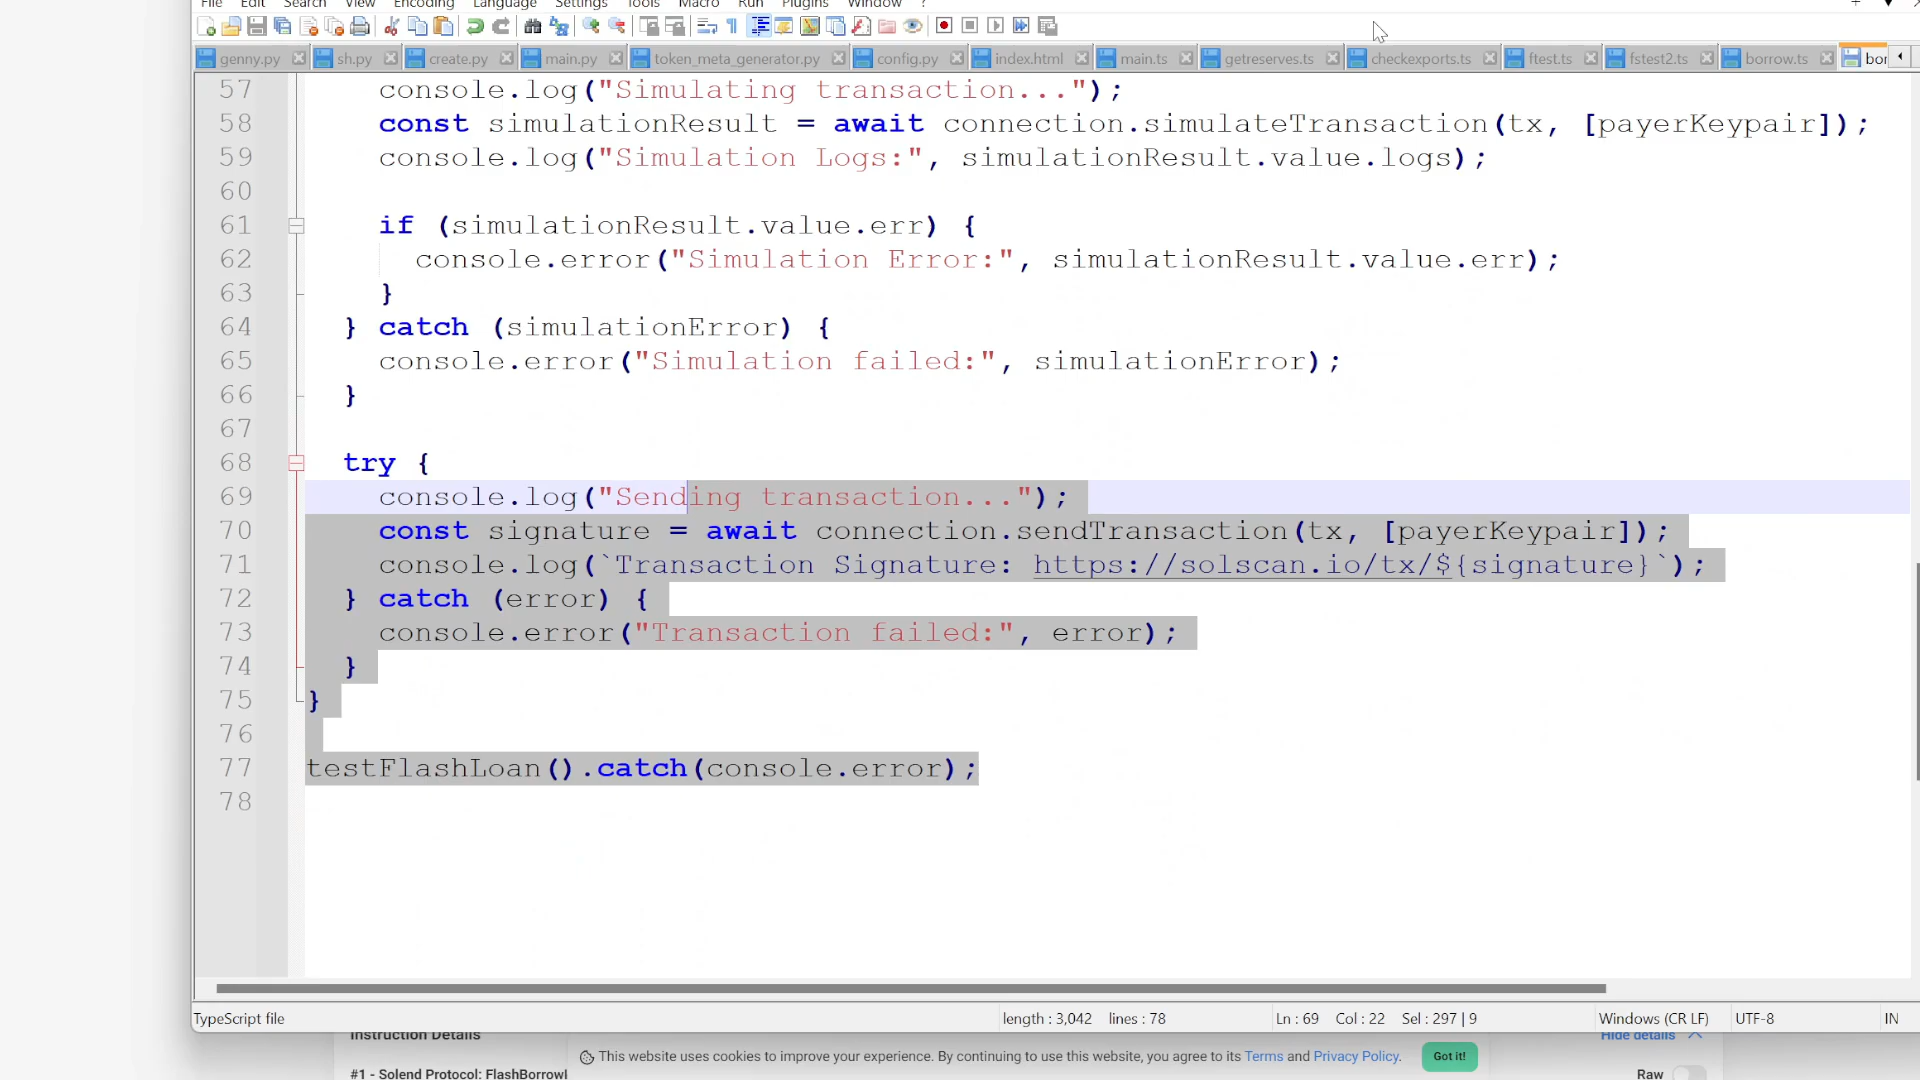 File Edit Search View Encoding Language Settings Tools Macro Run Plugins Window ?
genny.py sh.py create.py main.py token_meta_generator.py config.py index.html main.ts getreserves.ts checkexports.ts ftest.ts fstest2.ts borrow.ts bor
57 console.log("Simulating transaction...");
58 const simulationResult = await connection.simulateTransaction(tx, [payerKeypair]);
59 console.log("Simulation Logs:", simulationResult.value.logs);
60
61 if (simulationResult.value.err) {
62 console.error("Simulation Error:", simulationResult.value.err);
63 }
64 } catch (simulationError) {
65 console.error("Simulation failed:", simulationError);
66 }
67
68 try {
69 console.log("Sending transaction...");
70 const signature = await connection.sendTransaction(tx, [payerKeypair]);
71 console.log(`Transaction Signature: https://solscan.io/tx/${signature}`);
72 } catch (error) {
73 console.error("Transaction failed:", error);
74 }
75 }
76
77 testFlashLoan().catch(console.error);
78
TypeScript file length : 3,042 lines : 78 Ln : 69 Col : 22 Sel : 297 | 9 Windows (CR LF) UTF-8 IN
Instruction Details Hide details
This website uses cookies to improve your experience. By continuing to use this website, you agree to its Terms and Privacy Policy. Got it!
#1 - Solend Protocol: FlashBorrowl Raw